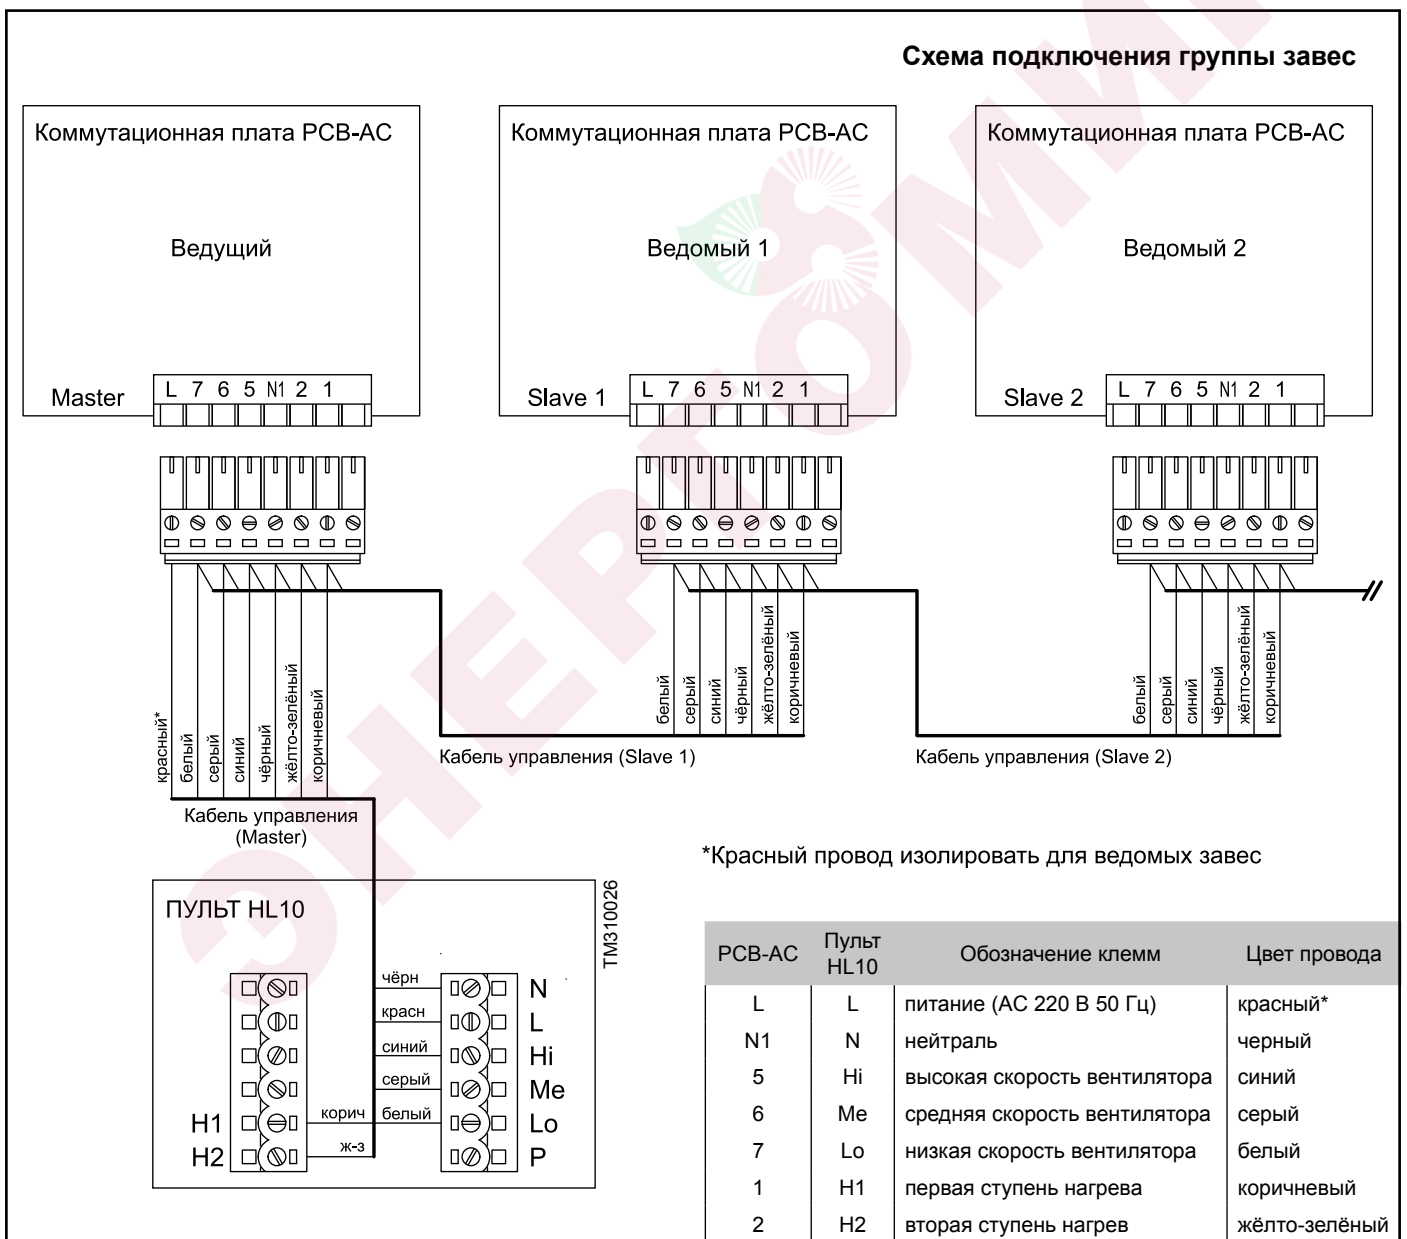 Схема подключения группы завес
Коммутационная плата PCB-AC
Ведущий
Master
L 7 6 5 N1 2 1
Коммутационная плата PCB-AC
Ведомый 1
Slave 1
L 7 6 5 N1 2 1
Коммутационная плата PCB-AC
Ведомый 2
Slave 2
L 7 6 5 N1 2 1
красный*
белый
серый
синий
чёрный
жёлто-зелёный
коричневый
Кабель управления
(Master)
белый
серый
синий
чёрный
жёлто-зелёный
коричневый
Кабель управления (Slave 1)
белый
серый
синий
чёрный
жёлто-зелёный
коричневый
Кабель управления (Slave 2)
*Красный провод изолировать для ведомых завес
ПУЛЬТ HL10
TM310026
чёрн N
красн L
синий Hi
серый Me
H1 корич белый Lo
H2 ж-з P
PCB-AC Пульт HL10 Обозначение клемм Цвет провода
L L питание (AC 220 В 50 Гц) красный*
N1 N нейтраль черный
5 Hi высокая скорость вентилятора синий
6 Me средняя скорость вентилятора серый
7 Lo низкая скорость вентилятора белый
1 H1 первая ступень нагрева коричневый
2 H2 вторая ступень нагрев жёлто-зелёный
ЭНЕРГОМИ